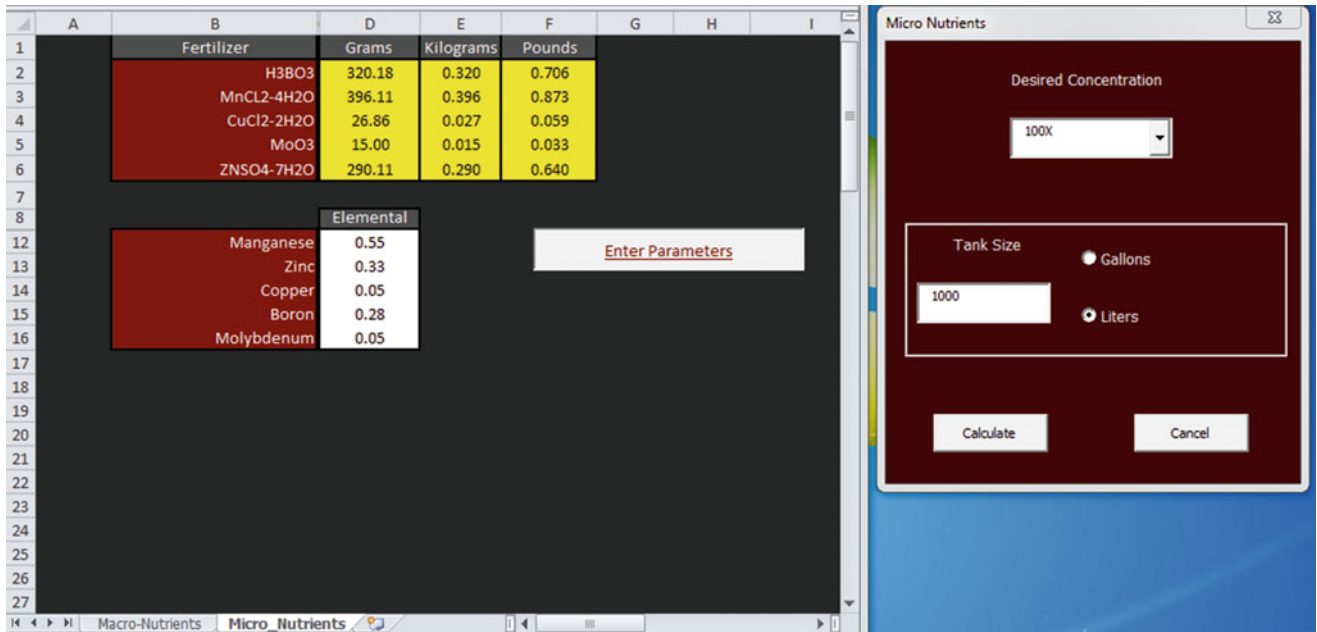 A B D E F G H I
1 Fertilizer Grams Kilograms Pounds
2 H3BO3 320.18 0.320 0.706
3 MnCL2-4H2O 396.11 0.396 0.873
4 CuCl2-2H2O 26.86 0.027 0.059
5 MoO3 15.00 0.015 0.033
6 ZNSO4-7H2O 290.11 0.290 0.640
7
8 Elemental
12 Manganese 0.55 Enter Parameters
13 Zinc 0.33
14 Copper 0.05
15 Boron 0.28
16 Molybdenum 0.05
17
18
19
20
21
22
23
24
25
26
27
Macro-Nutrients Micro_Nutrients
Micro Nutrients
Desired Concentration
100X
Tank Size
Gallons
1000
Liters
Calculate Cancel